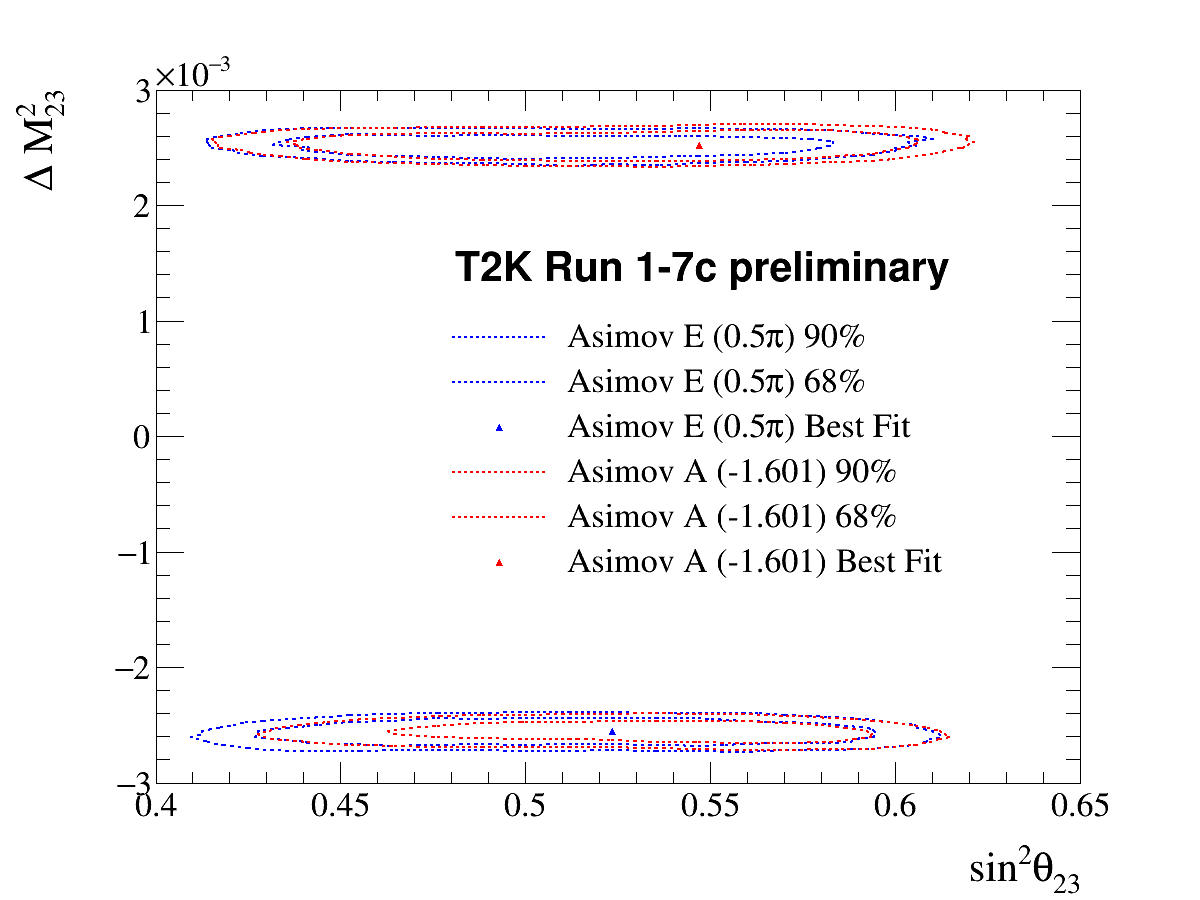 3×10⁻³
Δ M²₂₃
2
T2K Run 1-7c preliminary
1
Asimov E (0.5π) 90%
Asimov E (0.5π) 68%
0
Asimov E (0.5π) Best Fit
Asimov A (-1.601) 90%
Asimov A (-1.601) 68%
−1
Asimov A (-1.601) Best Fit
−2
−3
0.4 0.45 0.5 0.55 0.6 0.65
sin²θ₂₃